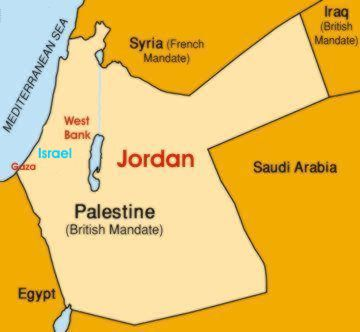 MEDITERRANEAN SEA
Syria (French
Mandate)
Iraq
(British
Mandate)
West
Bank
Israel
Gaza
Jordan
Saudi Arabia
Palestine
(British Mandate)
Egypt